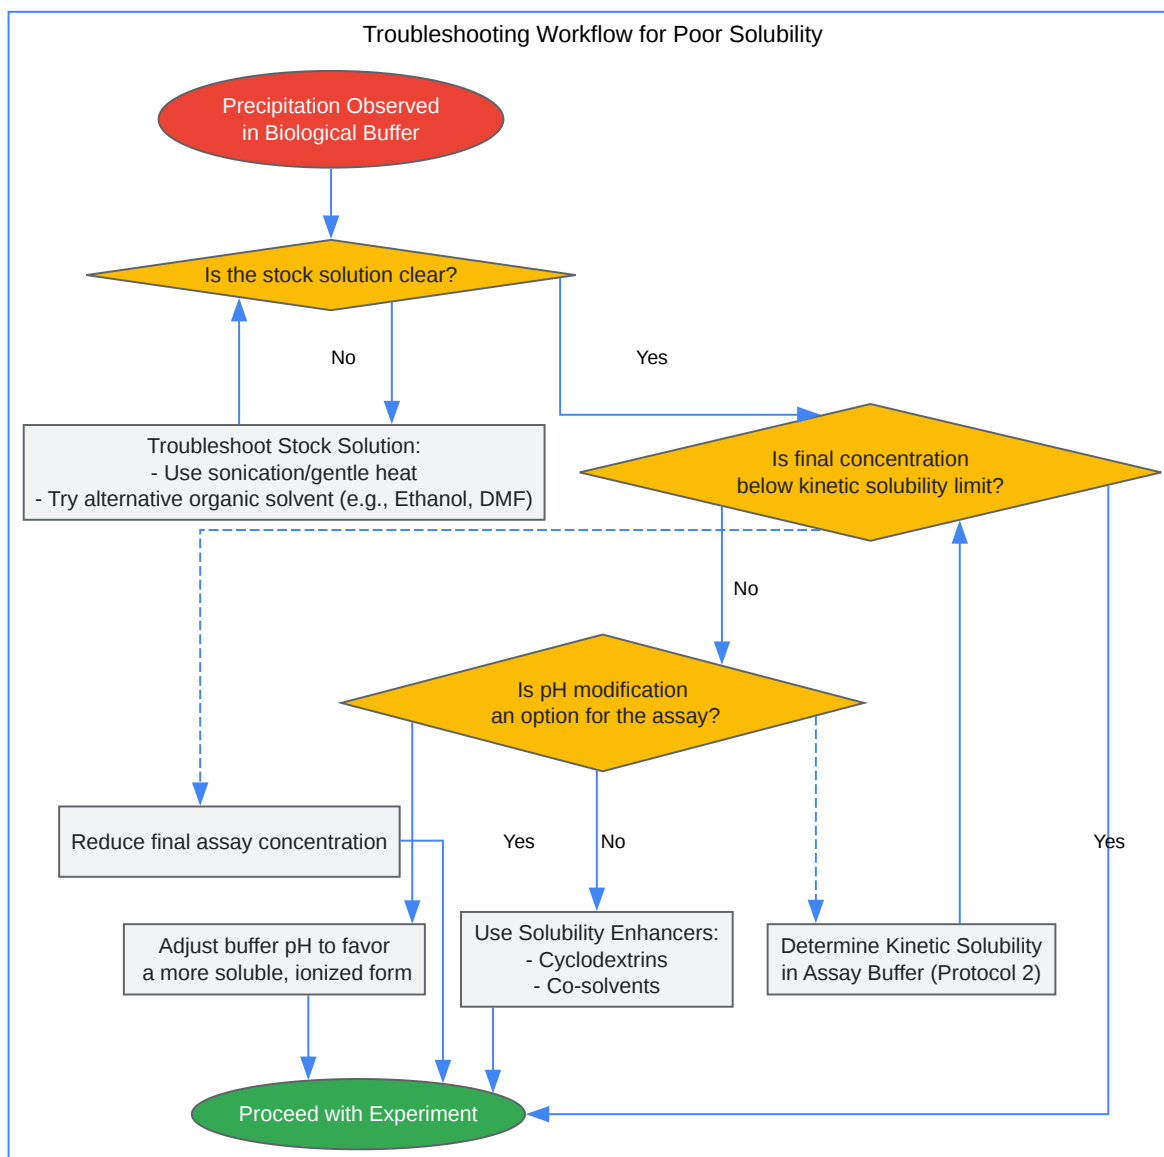 Troubleshooting Workflow for Poor Solubility
Precipitation Observed
in Biological Buffer
Is the stock solution clear?
No
Yes
Troubleshoot Stock Solution:
- Use sonication/gentle heat
- Try alternative organic solvent (e.g., Ethanol, DMF)
Is final concentration
below kinetic solubility limit?
No
Is pH modification
an option for the assay?
Reduce final assay concentration
Yes
No
Yes
Adjust buffer pH to favor
a more soluble, ionized form
Use Solubility Enhancers:
- Cyclodextrins
- Co-solvents
Determine Kinetic Solubility
in Assay Buffer (Protocol 2)
Proceed with Experiment